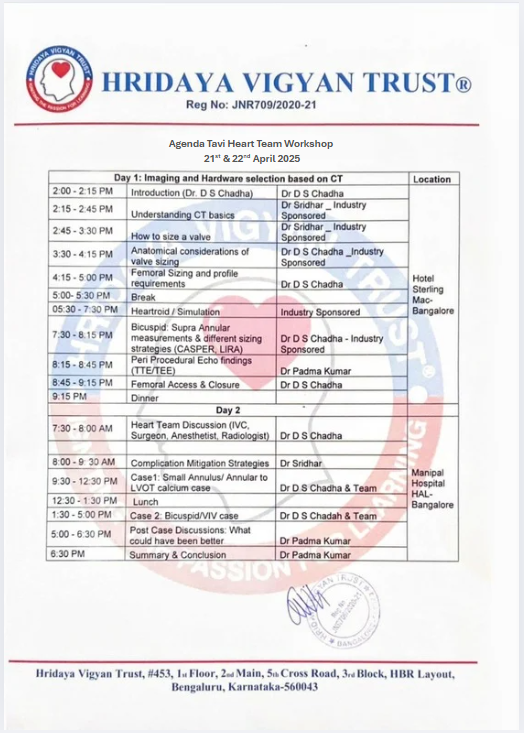 HRIDAYA VIGYAN TRUST®
Reg No: JNR709/2020-21
Agenda Tavi Heart Team Workshop
21st & 22nd April 2025
Day 1: Imaging and Hardware selection based on CT Location
2:00 - 2:15 PM Introduction (Dr. D S Chadha) Dr D S Chadha
2:15 - 2:45 PM Understanding CT basics Dr Sridhar _ Industry Sponsored
2:45 - 3:30 PM How to size a valve Dr Sridhar _ Industry Sponsored
3:30 - 4:15 PM Anatomical considerations of valve sizing Dr D S Chadha _Industry Sponsored
4:15 - 5:00 PM Femoral Sizing and profile requirements Dr D S Chadha
5:00- 5:30 PM Break
05:30 - 7:30 PM Heartroid / Simulation Industry Sponsored
7:30 - 8.15 PM Bicuspid: Supra Annular measurements & different sizing strategies (CASPER, LIRA) Dr D S Chadha - Industry Sponsored
8:15 - 8:45 PM Peri Procedural Echo findings (TTE/TEE) Dr Padma Kumar
8:45 - 9:15 PM Femoral Access & Closure Dr D S Chadha
9:15 PM Dinner
Hotel Sterling Mac- Bangalore
Day 2
7:30 - 8:00 AM Heart Team Discussion (IVC, Surgeon, Anesthetist, Radiologist) Dr D S Chadha
8:00 - 9: 30 AM Complication Mitigation Strategies Dr Sridhar
9:30 - 12:30 PM Case1: Small Annulus/ Annular to LVOT calcium case Dr D.S Chadha & Team
12:30 - 1:30 PM Lunch
1:30 - 5:00 PM Case 2: Bicuspid/VIV case Dr D S Chadah & Team
5:00 - 6:30 PM Post Case Discussions: What could have been better Dr Padma Kumar
6:30 PM Summary & Conclusion Dr Padma Kumar
Manipal Hospital HAL- Bangalore
Hridaya Vigyan Trust, #453, 1st Floor, 2nd Main, 5th Cross Road, 3rd Block, HBR Layout,
Bengaluru, Karnataka-560043